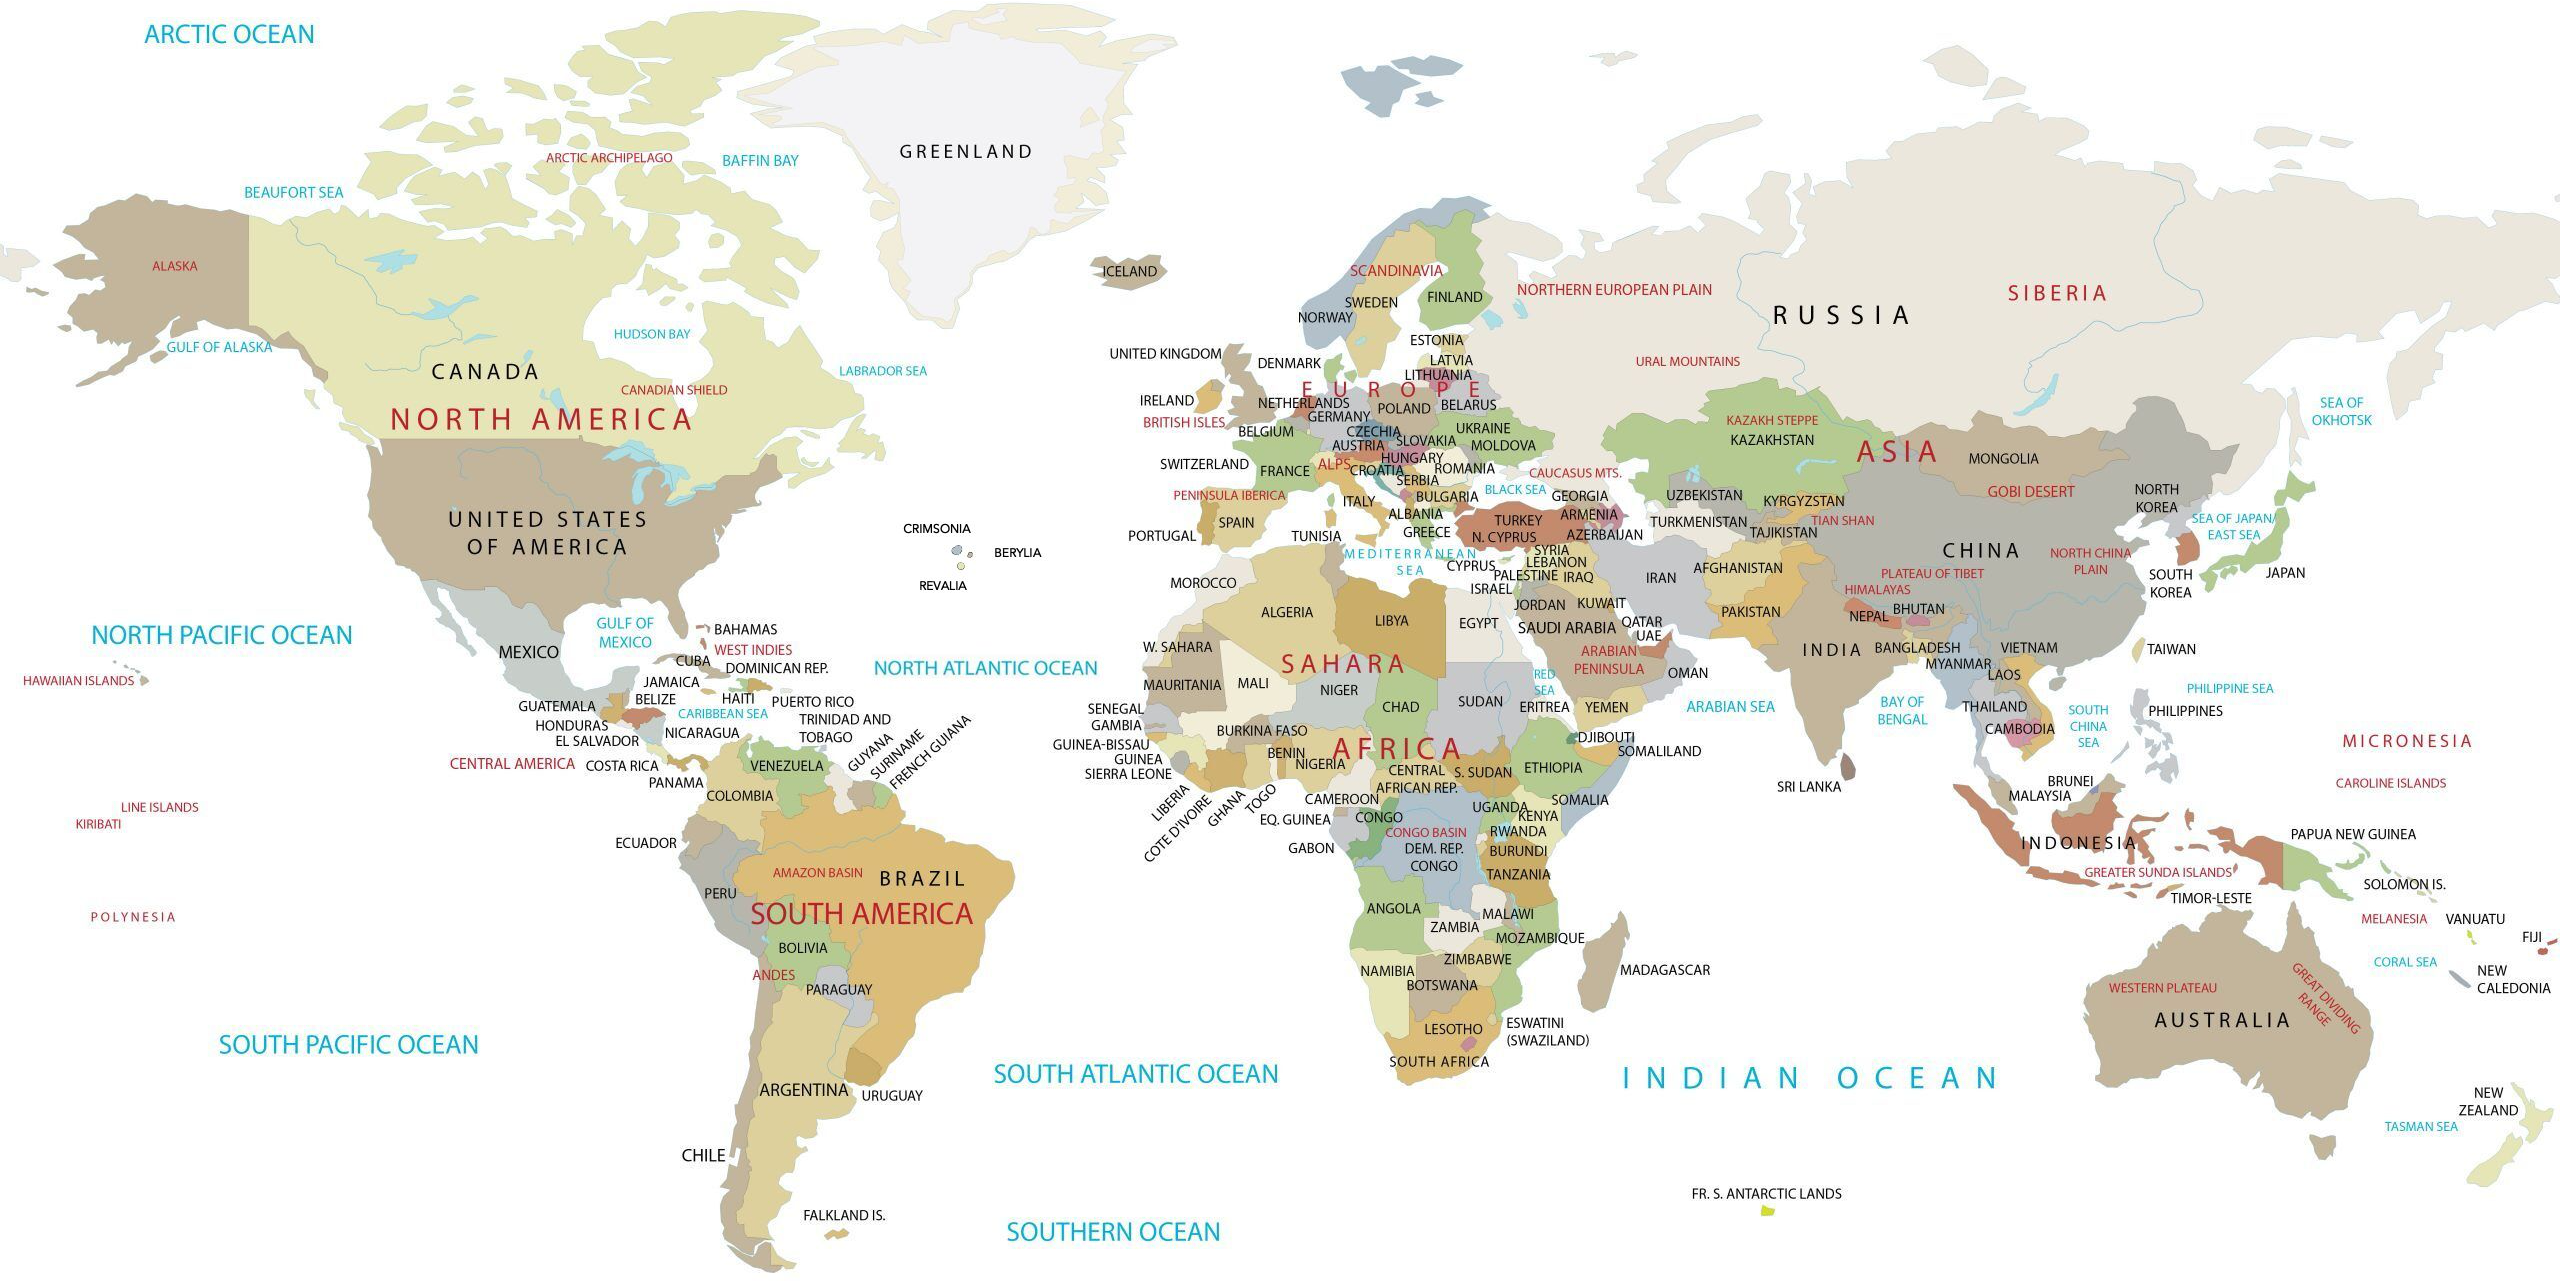 ARCTIC OCEAN
GREENLAND
ARCTIC ARCHIPELAGO
BAFFIN BAY
BEAUFORT SEA
ALASKA
GULF OF ALASKA
HUDSON BAY
CANADA
CANADIAN SHIELD
LABRADOR SEA
NORTH AMERICA
UNITED STATES
OF AMERICA
CRIMSONIA
BERYLIA
REVALIA
NORTH PACIFIC OCEAN
HAWAIIAN ISLANDS
MEXICO
GULF OF
MEXICO
BAHAMAS
WEST INDIES
CUBA
DOMINICAN REP.
JAMAICA
HAITI
PUERTO RICO
BELIZE
GUATEMALA
HONDURAS
EL SALVADOR
NICARAGUA
CARIBBEAN SEA
TRINIDAD AND
TOBAGO
NORTH ATLANTIC OCEAN
CENTRAL AMERICA
COSTA RICA
PANAMA
VENEZUELA
GUYANA
SURINAME
FRENCH GUIANA
COLOMBIA
LINE ISLANDS
KIRIBATI
ECUADOR
PERU
AMAZON BASIN
BRAZIL
SOUTH AMERICA
POLYNESIA
BOLIVIA
ANDES
PARAGUAY
SOUTH PACIFIC OCEAN
ARGENTINA
URUGUAY
CHILE
FALKLAND IS.
SOUTH ATLANTIC OCEAN
SOUTHERN OCEAN
ICELAND
SCANDINAVIA
SWEDEN
FINLAND
NORWAY
NORTHERN EUROPEAN PLAIN
RUSSIA
SIBERIA
ESTONIA
LATVIA
LITHUANIA
UNITED KINGDOM
DENMARK
EUROPE
IRELAND
BRITISH ISLES
NETHERLANDS
GERMANY
POLAND
BELARUS
BELGIUM
CZECHIA
UKRAINE
AUSTRIA
SLOVAKIA
MOLDOVA
SWITZERLAND
FRANCE
ALPS
HUNGARY
CROATIA
ROMANIA
SERBIA
PENINSULA IBERICA
ITALY
BULGARIA
BLACK SEA
CAUCASUS MTS.
GEORGIA
SPAIN
ALBANIA
ARMENIA
PORTUGAL
TUNISIA
GREECE
TURKEY
N. CYPRUS
AZERBAIJAN
MEDITERRANEAN
SEA
CYPRUS
SYRIA
LEBANON
PALESTINE
IRAQ
ISRAEL
URAL MOUNTAINS
KAZAKH STEPPE
KAZAKHSTAN
ASIA
MONGOLIA
GOBI DESERT
SEA OF
OKHOTSK
UZBEKISTAN
KYRGYZSTAN
TURKMENISTAN
TIAN SHAN
TAJIKISTAN
NORTH
KOREA
SEA OF JAPAN/
EAST SEA
CHINA
NORTH CHINA
PLAIN
PLATEAU OF TIBET
HIMALAYAS
SOUTH
KOREA
JAPAN
AFGHANISTAN
IRAN
PAKISTAN
NEPAL
BHUTAN
INDIA
BANGLADESH
MYANMAR
VIETNAM
LAOS
TAIWAN
MOROCCO
ALGERIA
LIBYA
EGYPT
JORDAN
KUWAIT
SAUDI ARABIA
QATAR
UAE
ARABIAN
PENINSULA
OMAN
W. SAHARA
SAHARA
MAURITANIA
MALI
NIGER
CHAD
SUDAN
RED
SEA
ERITREA
YEMEN
ARABIAN SEA
BAY OF
BENGAL
THAILAND
CAMBODIA
SOUTH
CHINA
SEA
PHILIPPINE SEA
PHILIPPINES
SENEGAL
GAMBIA
GUINEA-BISSAU
GUINEA
SIERRA LEONE
LIBERIA
COTE D'IVOIRE
GHANA
TOGO
BURKINA FASO
BENIN
NIGERIA
AFRICA
DJIBOUTI
SOMALILAND
CENTRAL
AFRICAN REP.
S. SUDAN
ETHIOPIA
CAMEROON
EQ. GUINEA
CONGO
UGANDA
SOMALIA
KENYA
GABON
CONGO BASIN
DEM. REP.
CONGO
RWANDA
BURUNDI
TANZANIA
ANGOLA
MALAWI
ZAMBIA
MOZAMBIQUE
ZIMBABWE
NAMIBIA
BOTSWANA
MADAGASCAR
LESOTHO
ESWATINI
(SWAZILAND)
SOUTH AFRICA
SRI LANKA
BRUNEI
MALAYSIA
INDONESIA
GREATER SUNDA ISLANDS
TIMOR-LESTE
MICRONESIA
CAROLINE ISLANDS
PAPUA NEW GUINEA
SOLOMON IS.
MELANESIA
VANUATU
FIJI
CORAL SEA
NEW
CALEDONIA
WESTERN PLATEAU
GREAT DIVIDING
RANGE
AUSTRALIA
INDIAN OCEAN
NEW
ZEALAND
TASMAN SEA
FR. S. ANTARCTIC LANDS